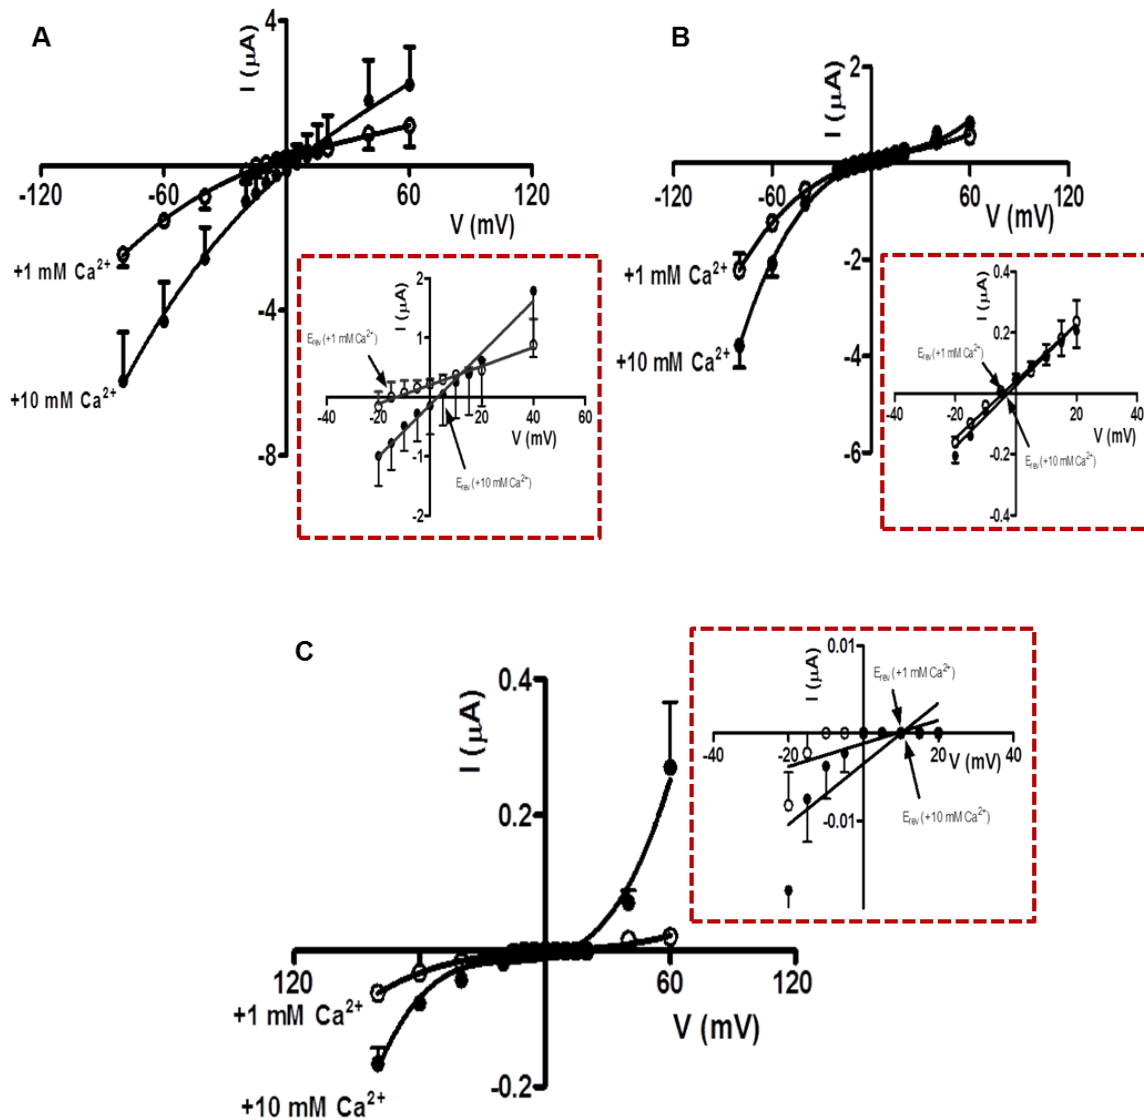 A
I (µA)
4
-120
-60
60
120
V (mV)
+1 mM Ca2+
-4
+10 mM Ca2+
-8
I (µA)
2
Erev (+1 mM Ca2+)
1
-40
-20
20
40
60
V (mV)
-1
Erev (+10 mM Ca2+)
-2
B
I (µA)
2
-120
-60
60
120
V (mV)
+1 mM Ca2+
-2
+10 mM Ca2+
-4
-6
I (µA)
0.4
0.2
Erev (+1 mM Ca2+)
-40
-20
20
40
V (mV)
Erev (+10 mM Ca2+)
-0.2
-0.4
C
I (µA)
0.4
0.2
120
60
120
V (mV)
+1 mM Ca2+
+10 mM Ca2+
-0.2
I (µA)
0.01
Erev (+1 mM Ca2+)
-40
-20
20
40
V (mV)
-0.01
Erev (+10 mM Ca2+)